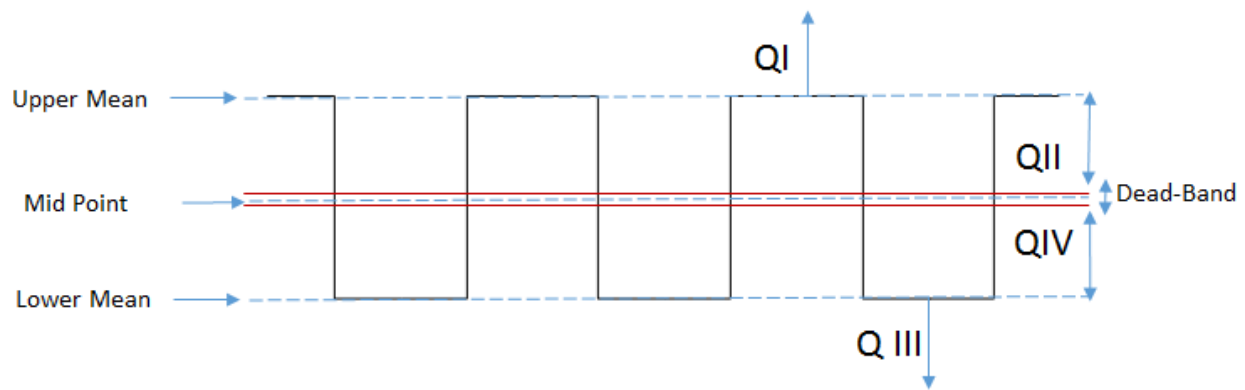 QI
Upper Mean
QII
Dead-Band
Mid Point
QIV
Lower Mean
Q III